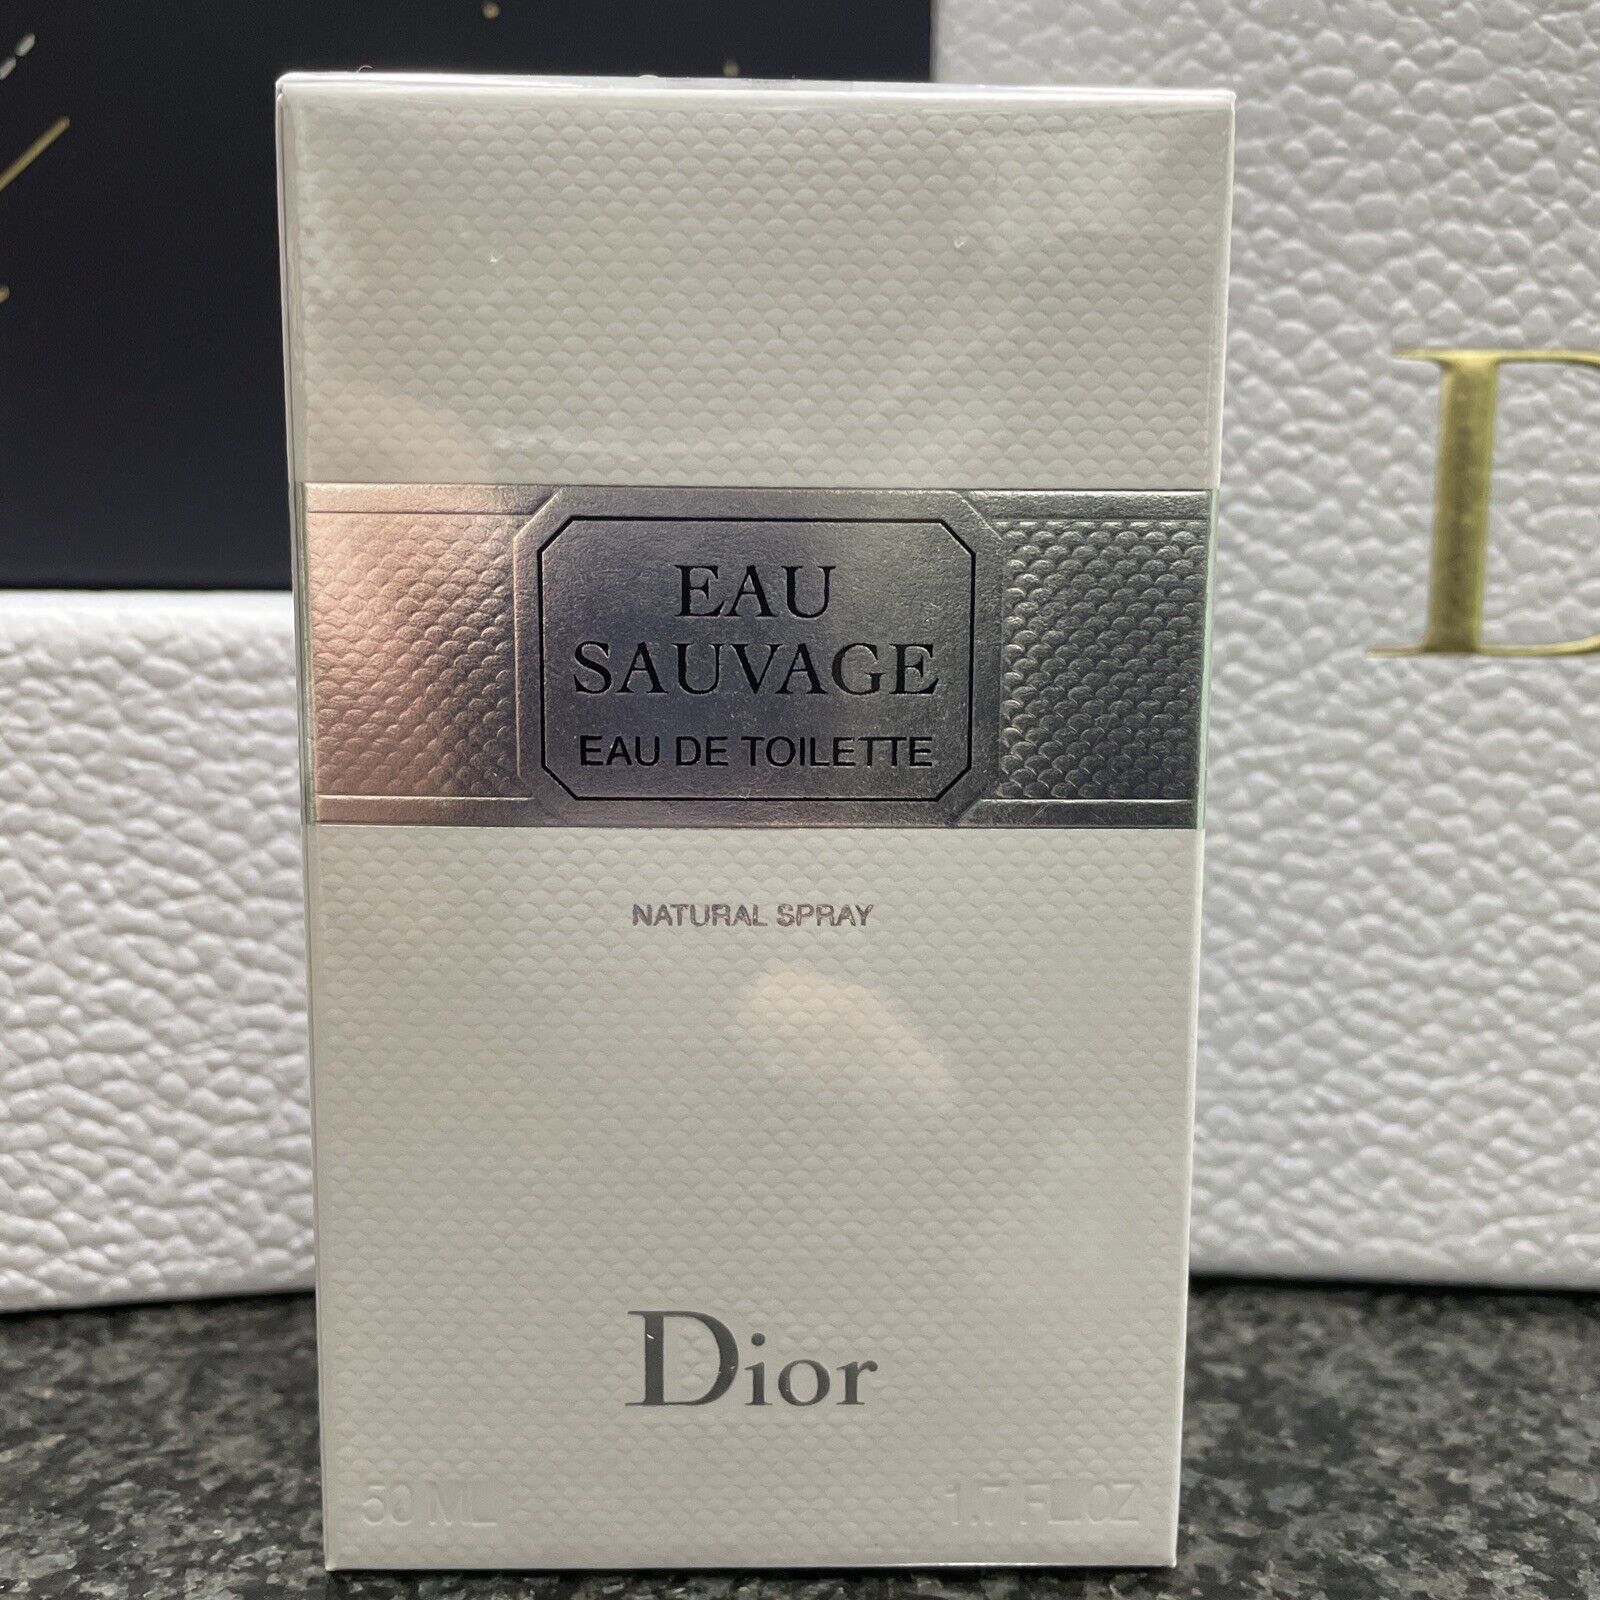 EAU
SAUVAGE
EAU DE TOILETTE
NATURAL SPRAY
Dior
50 ML 1.7 FL.OZ
D